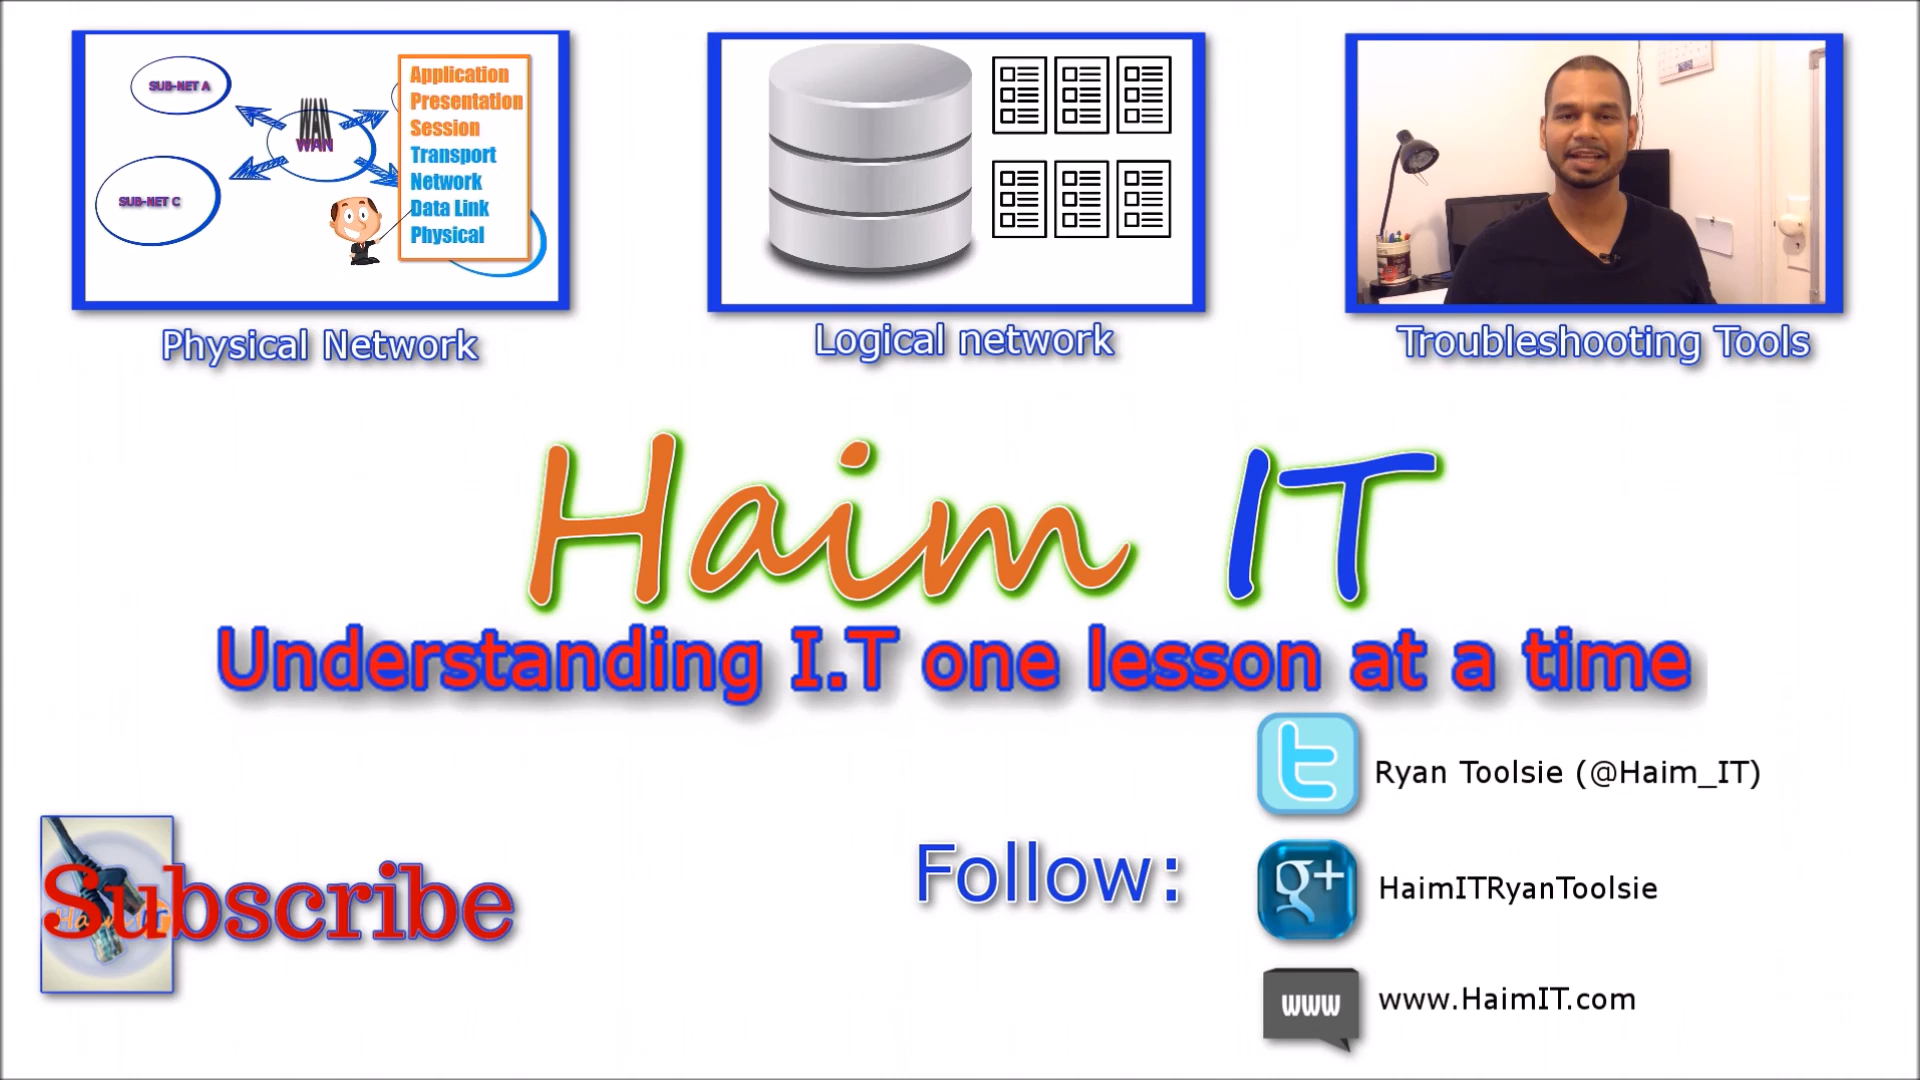 SUB-NET A
WAN
WAN
SUB-NET C
Application
Presentation
Session
Transport
Network
Data Link
Physical
Physical Network
Logical network
Troubleshooting Tools
Haim IT
Understanding I.T one lesson at a time
Subscribe
Follow:
Ryan Toolsie (@Haim_IT)
g+
HaimITRyanToolsie
www
www.HaimIT.com